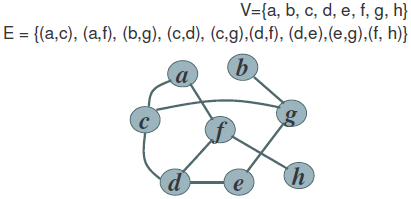 V={a, b, c, d, e, f, g, h}
E = {(a,c), (a,f), (b,g), (c,d), (c,g),(d,f), (d,e),(e,g),(f, h)}
a
b
c
f
g
d
e
h